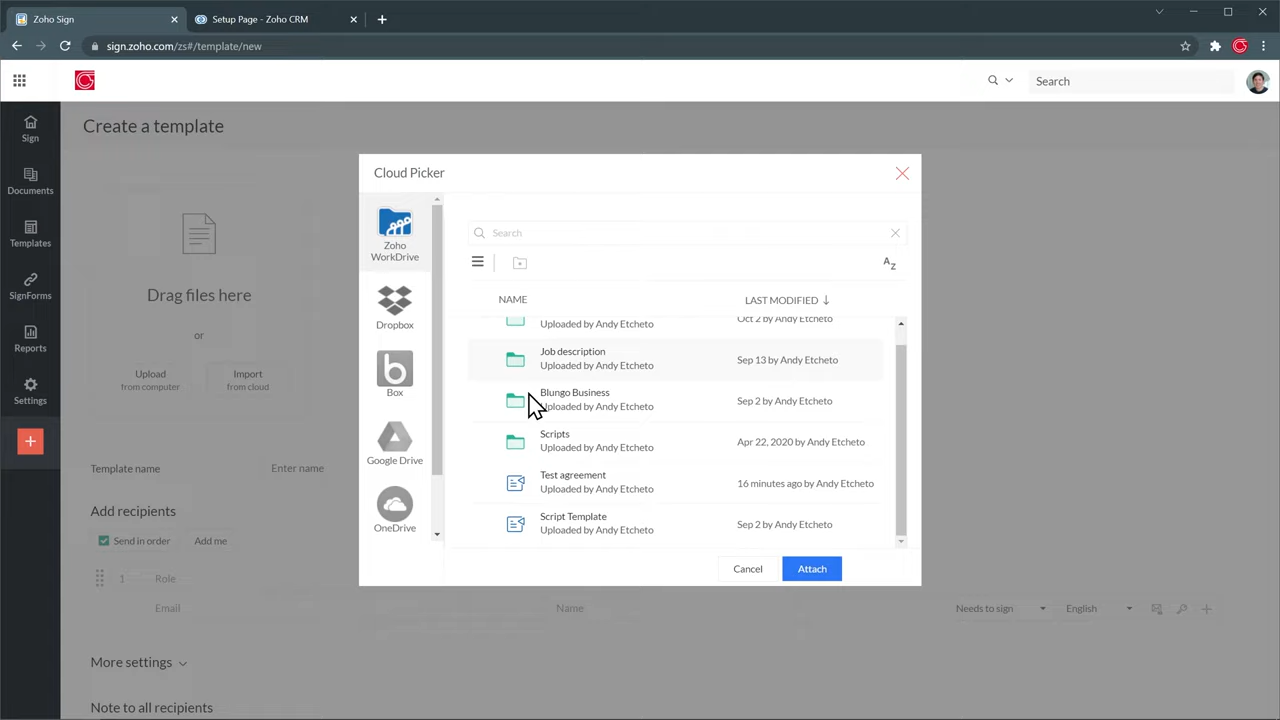 Zoho Sign
Setup Page - Zoho CRM
sign.zoho.com/zs#/template/new
Search
Create a template
Sign
Documents
Templates
SignForms
Reports
Settings
Drag files here
or
Upload
from computer
Import
from cloud
Template name
Enter name
Add recipients
Send in order
Add me
1
Role
Email
Name
Needs to sign
English
More settings
Note to all recipients
Cloud Picker
Zoho
WorkDrive
Dropbox
Box
Google Drive
OneDrive
Search
AZ
NAME
LAST MODIFIED
Uploaded by Andy Etcheto
Oct 2 by Andy Etcheto
Job description
Uploaded by Andy Etcheto
Sep 13 by Andy Etcheto
Blungo Business
Uploaded by Andy Etcheto
Sep 2 by Andy Etcheto
Scripts
Uploaded by Andy Etcheto
Apr 22, 2020 by Andy Etcheto
Test agreement
Uploaded by Andy Etcheto
16 minutes ago by Andy Etcheto
Script Template
Uploaded by Andy Etcheto
Sep 2 by Andy Etcheto
Cancel
Attach